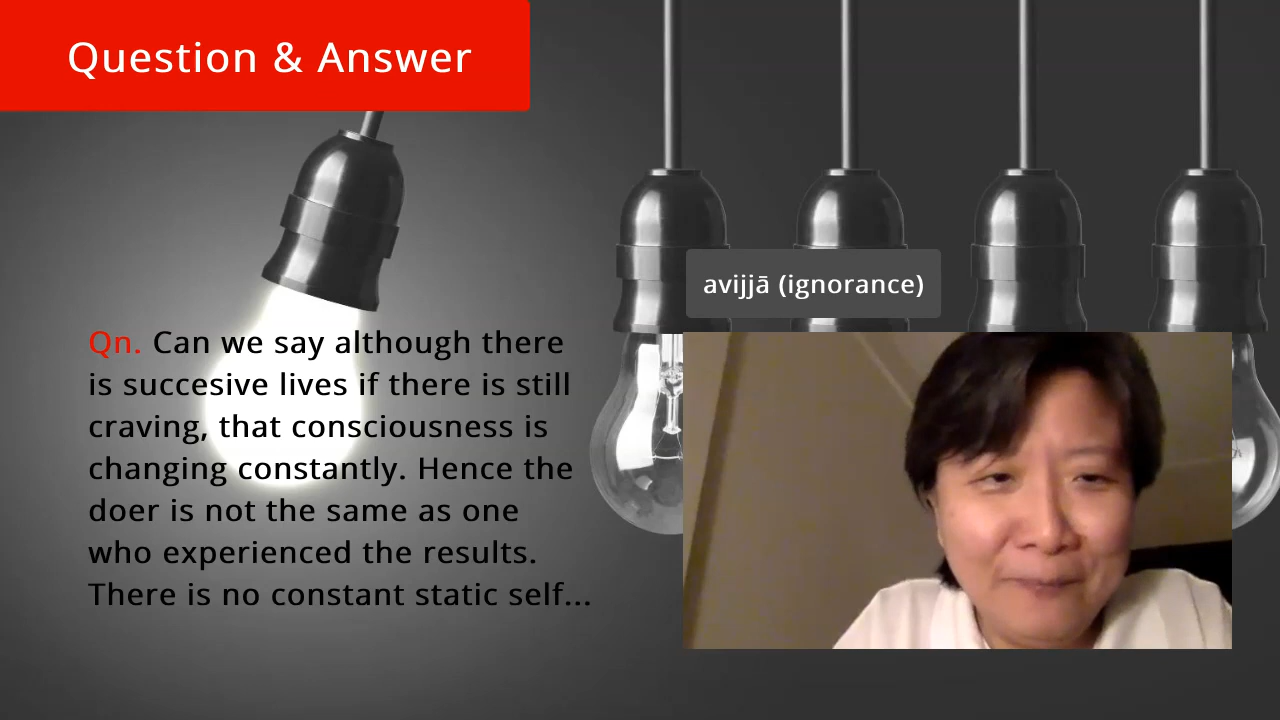 Question & Answer
avijjā (ignorance)
Qn. Can we say although there
is succesive lives if there is still
craving, that consciousness is
changing constantly. Hence the
doer is not the same as one
who experienced the results.
There is no constant static self...